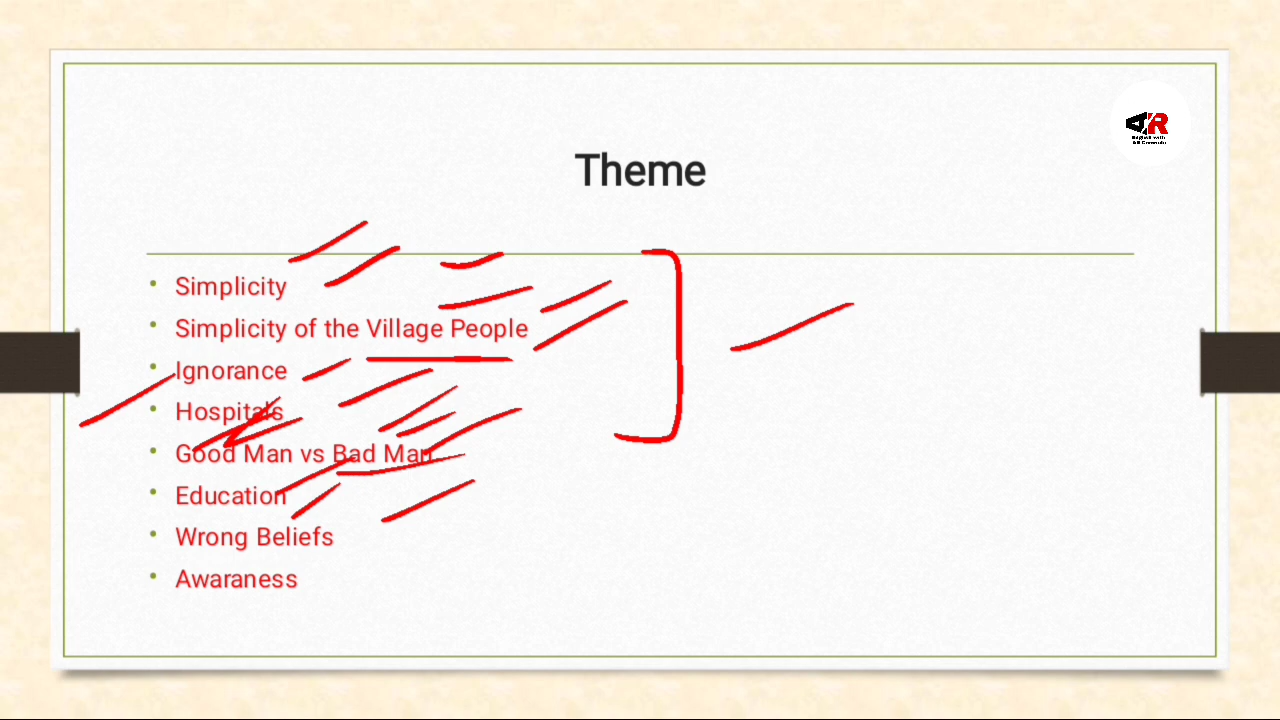 Theme
Simplicity
Simplicity of the Village People
Ignorance
Hospitals
Good Man vs Bad Man
Education
Wrong Beliefs
Awaraness